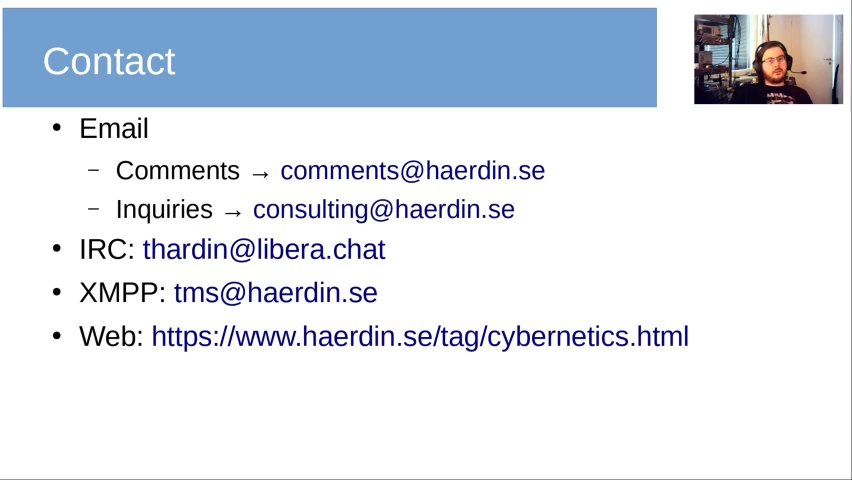 Contact
• Email
– Comments → comments@haerdin.se
– Inquiries → consulting@haerdin.se
• IRC: thardin@libera.chat
• XMPP: tms@haerdin.se
• Web: https://www.haerdin.se/tag/cybernetics.html